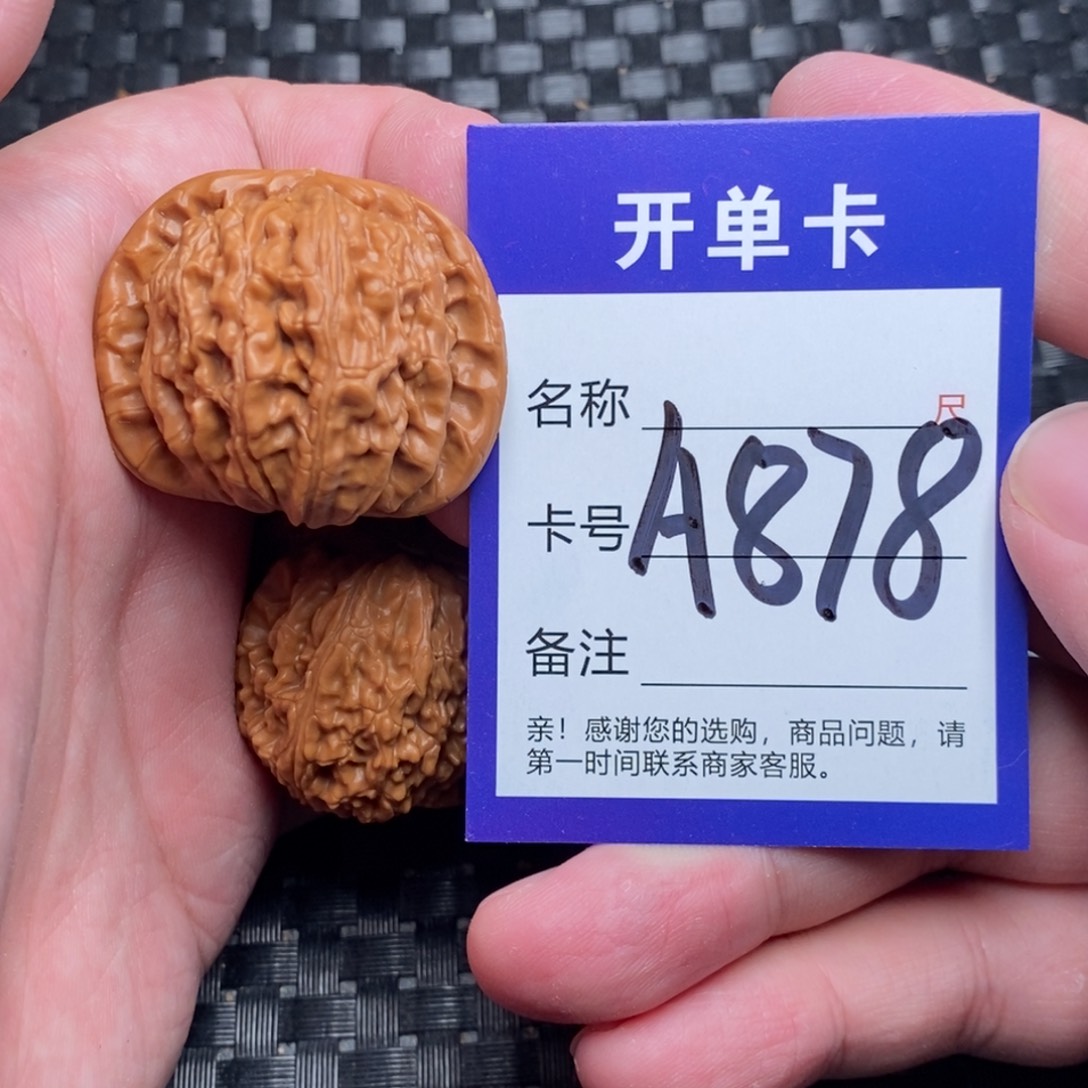 开单卡
名称
尺
卡号 A878
备注
亲！感谢您的选购，商品问题，请
第一时间联系商家客服。